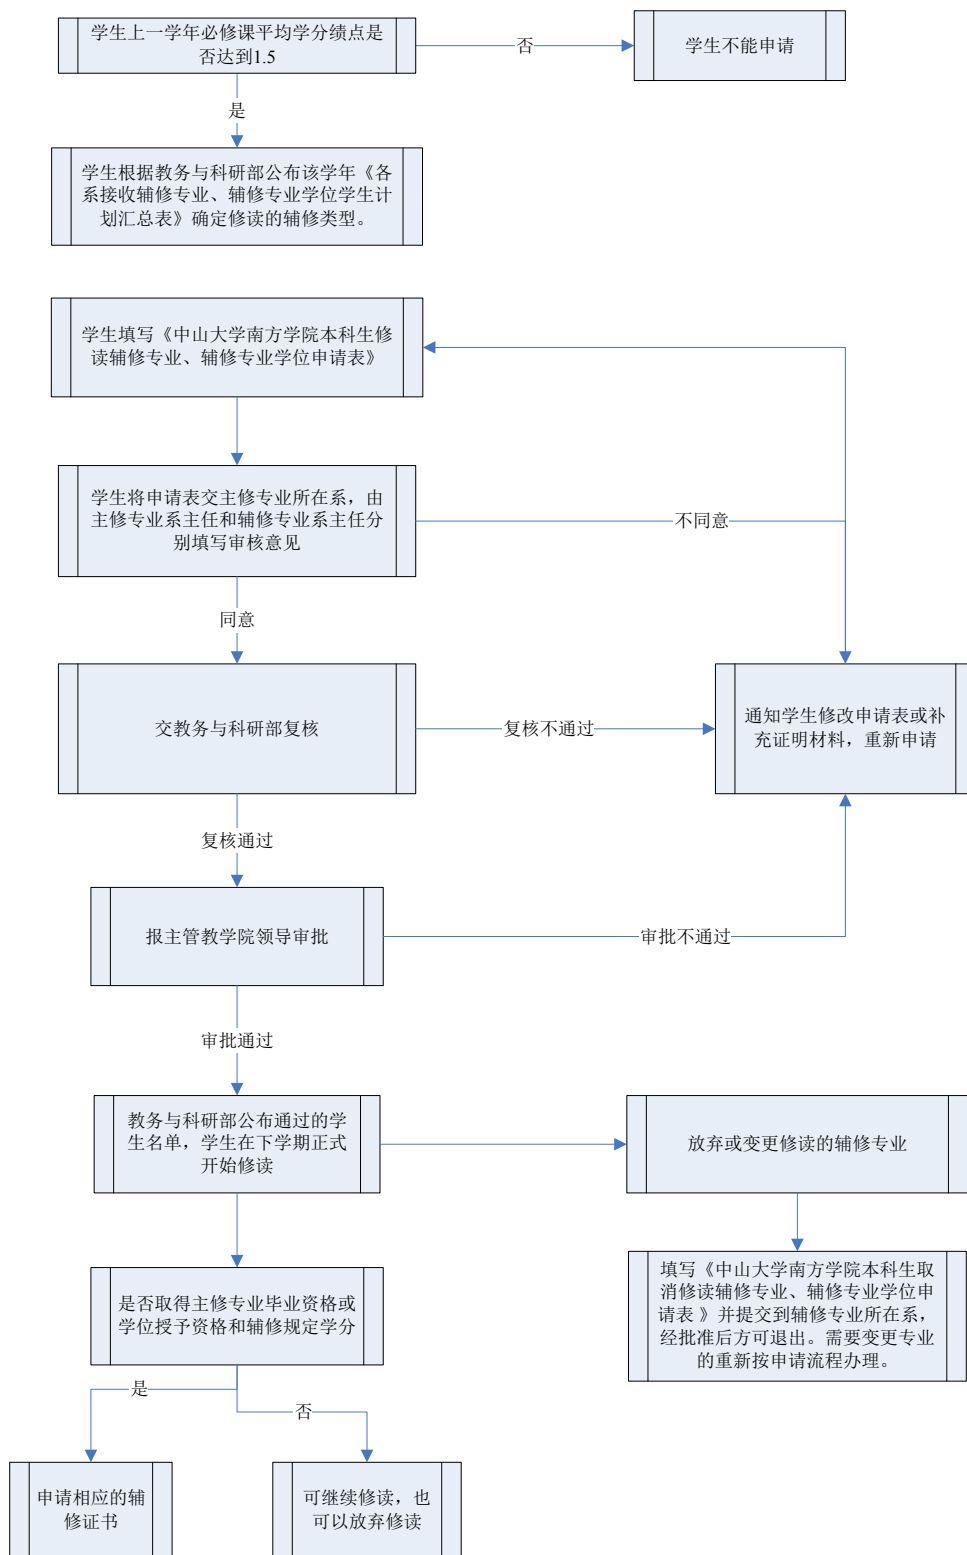 学生上一学年必修课平均学分绩点是
否达到1.5
否
学生不能申请
是
学生根据教务与科研部公布该学年《各
系接收辅修专业、辅修专业学位学生计
划汇总表》确定修读的辅修类型。
学生填写《中山大学南方学院本科生修
读辅修专业、辅修专业学位申请表》
学生将申请表交主修专业所在系，由
主修专业系主任和辅修专业系主任分
别填写审核意见
不同意
同意
交教务与科研部复核
复核不通过
通知学生修改申请表或补
充证明材料，重新申请
复核通过
报主管教学院领导审批
审批不通过
审批通过
教务与科研部公布通过的学
生名单，学生在下学期正式
开始修读
放弃或变更修读的辅修专业
填写《中山大学南方学院本科生取
消修读辅修专业、辅修专业学位申
请表 》并提交到辅修专业所在系，
经批准后方可退出。需要变更专业
的重新按申请流程办理。
是否取得主修专业毕业资格或
学位授予资格和辅修规定学分
是
否
申请相应的辅
修证书
可继续修读，也
可以放弃修读